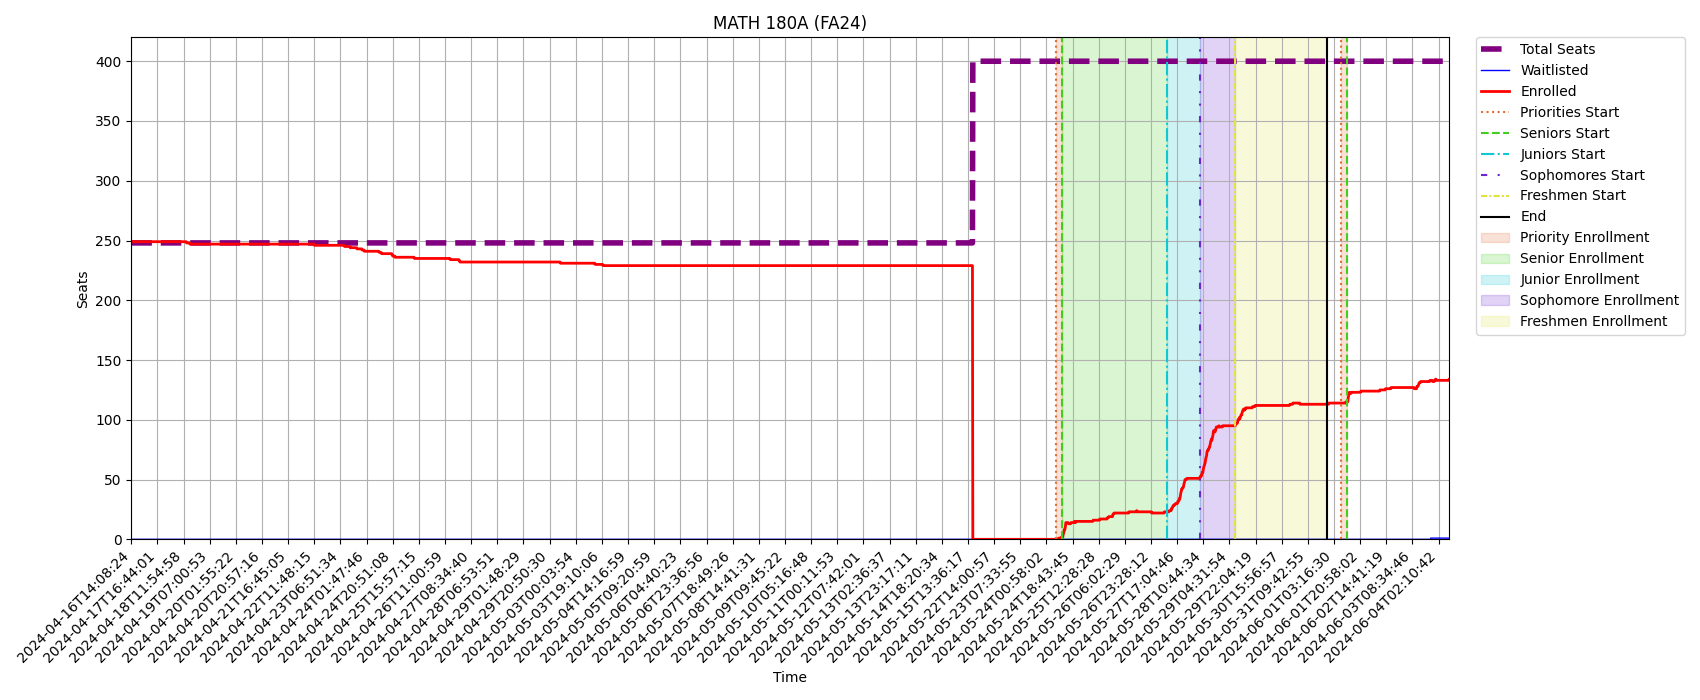 MATH 180A (FA24)
Seats
400
350
300
250
200
150
100
50
0
2024-04-16T14:08:24
2024-04-17T16:44:01
2024-04-18T11:54:58
2024-04-19T07:00:53
2024-04-20T01:55:22
2024-04-20T20:57:16
2024-04-21T16:45:05
2024-04-22T11:48:15
2024-04-23T06:51:34
2024-04-24T01:47:46
2024-04-24T20:51:08
2024-04-25T15:57:15
2024-04-26T11:00:59
2024-04-27T08:34:40
2024-04-28T06:53:51
2024-04-29T01:48:29
2024-04-29T20:50:30
2024-05-03T00:03:54
2024-05-03T19:10:06
2024-05-04T14:16:59
2024-05-05T09:20:59
2024-05-06T04:40:23
2024-05-06T23:36:56
2024-05-07T18:49:26
2024-05-08T14:41:31
2024-05-09T09:45:22
2024-05-10T05:16:48
2024-05-11T00:11:53
2024-05-12T07:42:01
2024-05-13T02:36:37
2024-05-13T23:17:11
2024-05-14T18:20:34
2024-05-15T13:36:17
2024-05-22T14:00:57
2024-05-23T07:33:55
2024-05-24T00:58:02
2024-05-24T18:43:45
2024-05-25T12:28:28
2024-05-26T06:02:29
2024-05-26T23:28:12
2024-05-27T17:04:46
2024-05-28T10:44:34
2024-05-29T04:31:54
2024-05-29T22:04:19
2024-05-30T15:56:57
2024-05-31T09:42:55
2024-06-01T03:16:30
2024-06-01T20:58:02
2024-06-02T14:41:19
2024-06-03T08:34:46
2024-06-04T02:10:42
Time
Total Seats
Waitlisted
Enrolled
Priorities Start
Seniors Start
Juniors Start
Sophomores Start
Freshmen Start
End
Priority Enrollment
Senior Enrollment
Junior Enrollment
Sophomore Enrollment
Freshmen Enrollment